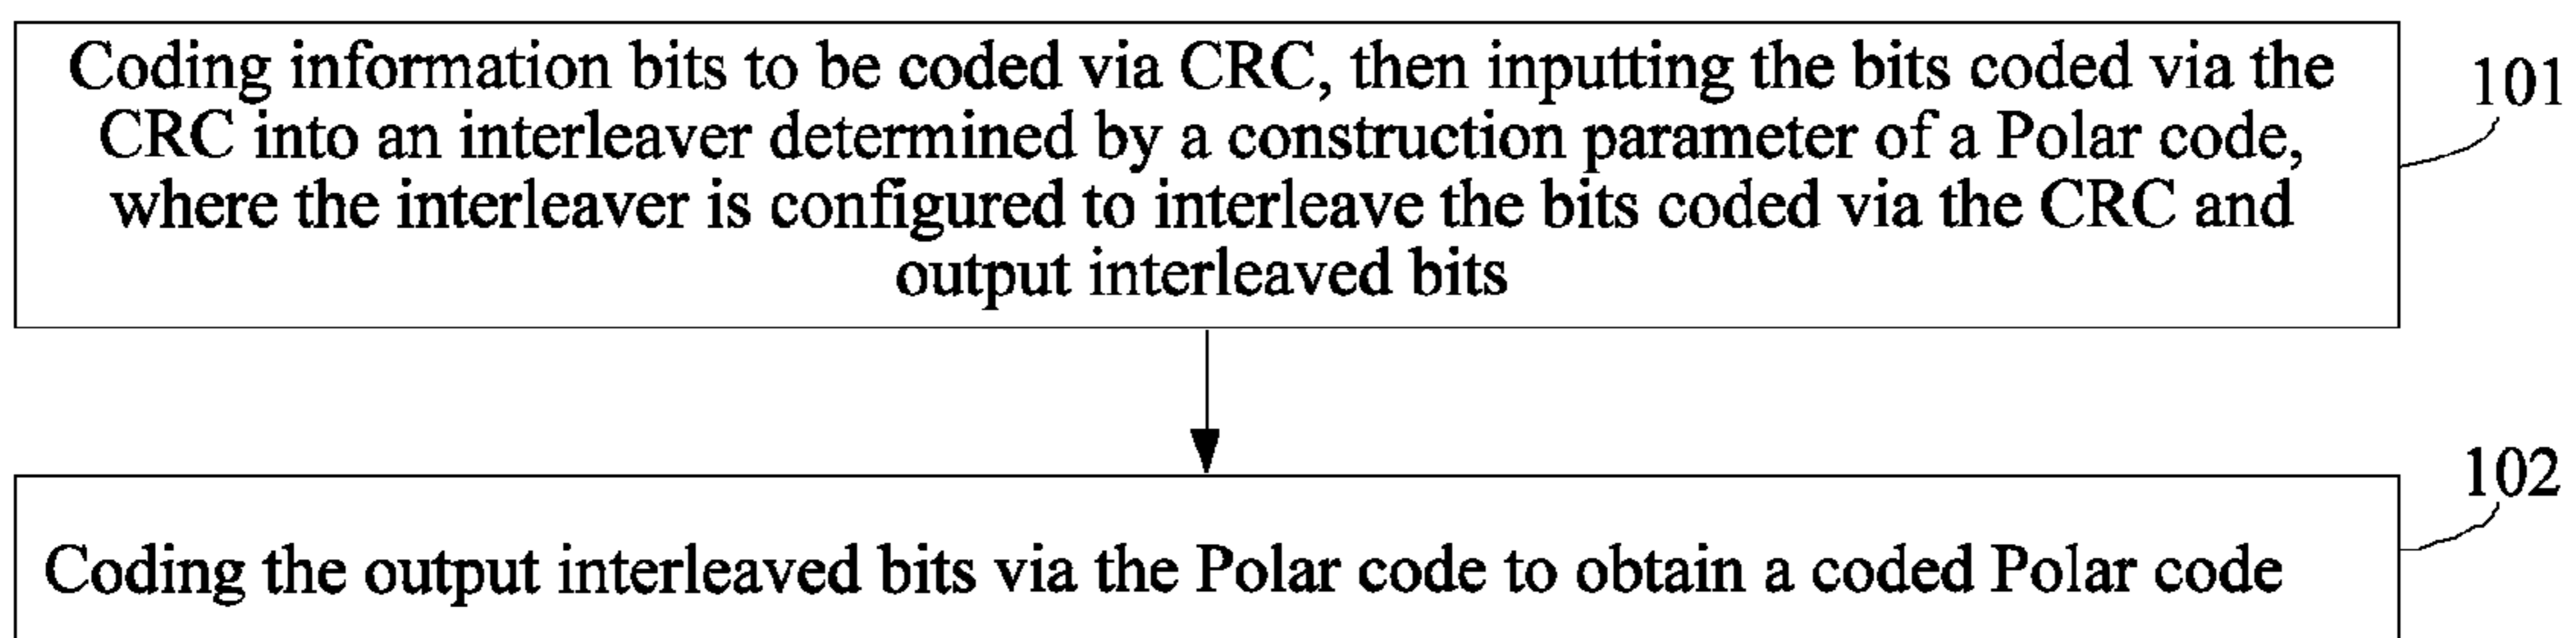 Coding information bits to be coded via CRC, then inputting the bits coded via the
CRC into an interleaver determined by a construction parameter of a Polar code,
where the interleaver is configured to interleave the bits coded via the CRC and
output interleaved bits
101
102
Coding the output interleaved bits via the Polar code to obtain a coded Polar code